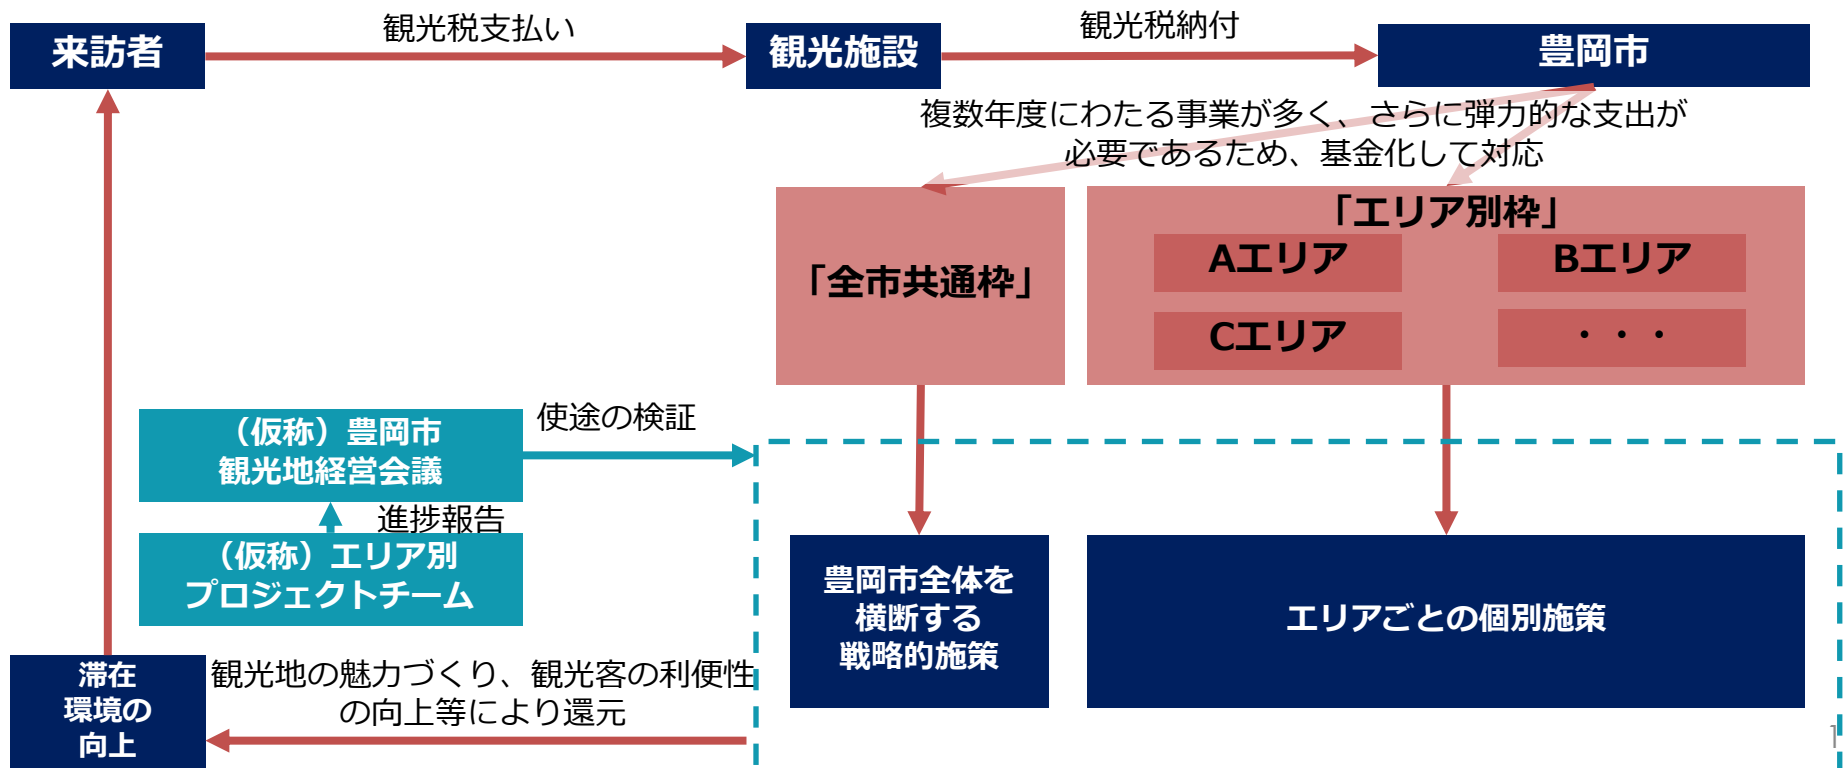 来訪者
観光税支払い
観光施設
観光税納付
豊岡市
複数年度にわたる事業が多く、さらに弾力的な支出が
必要であるため、基金化して対応
「全市共通枠」
「エリア別枠」
Aエリア
Bエリア
Cエリア
・・・
（仮称）豊岡市
観光地経営会議
使途の検証
進捗報告
（仮称）エリア別
プロジェクトチーム
豊岡市全体を
横断する
戦略的施策
エリアごとの個別施策
滞在
環境の
向上
観光地の魅力づくり、観光客の利便性
の向上等により還元
1